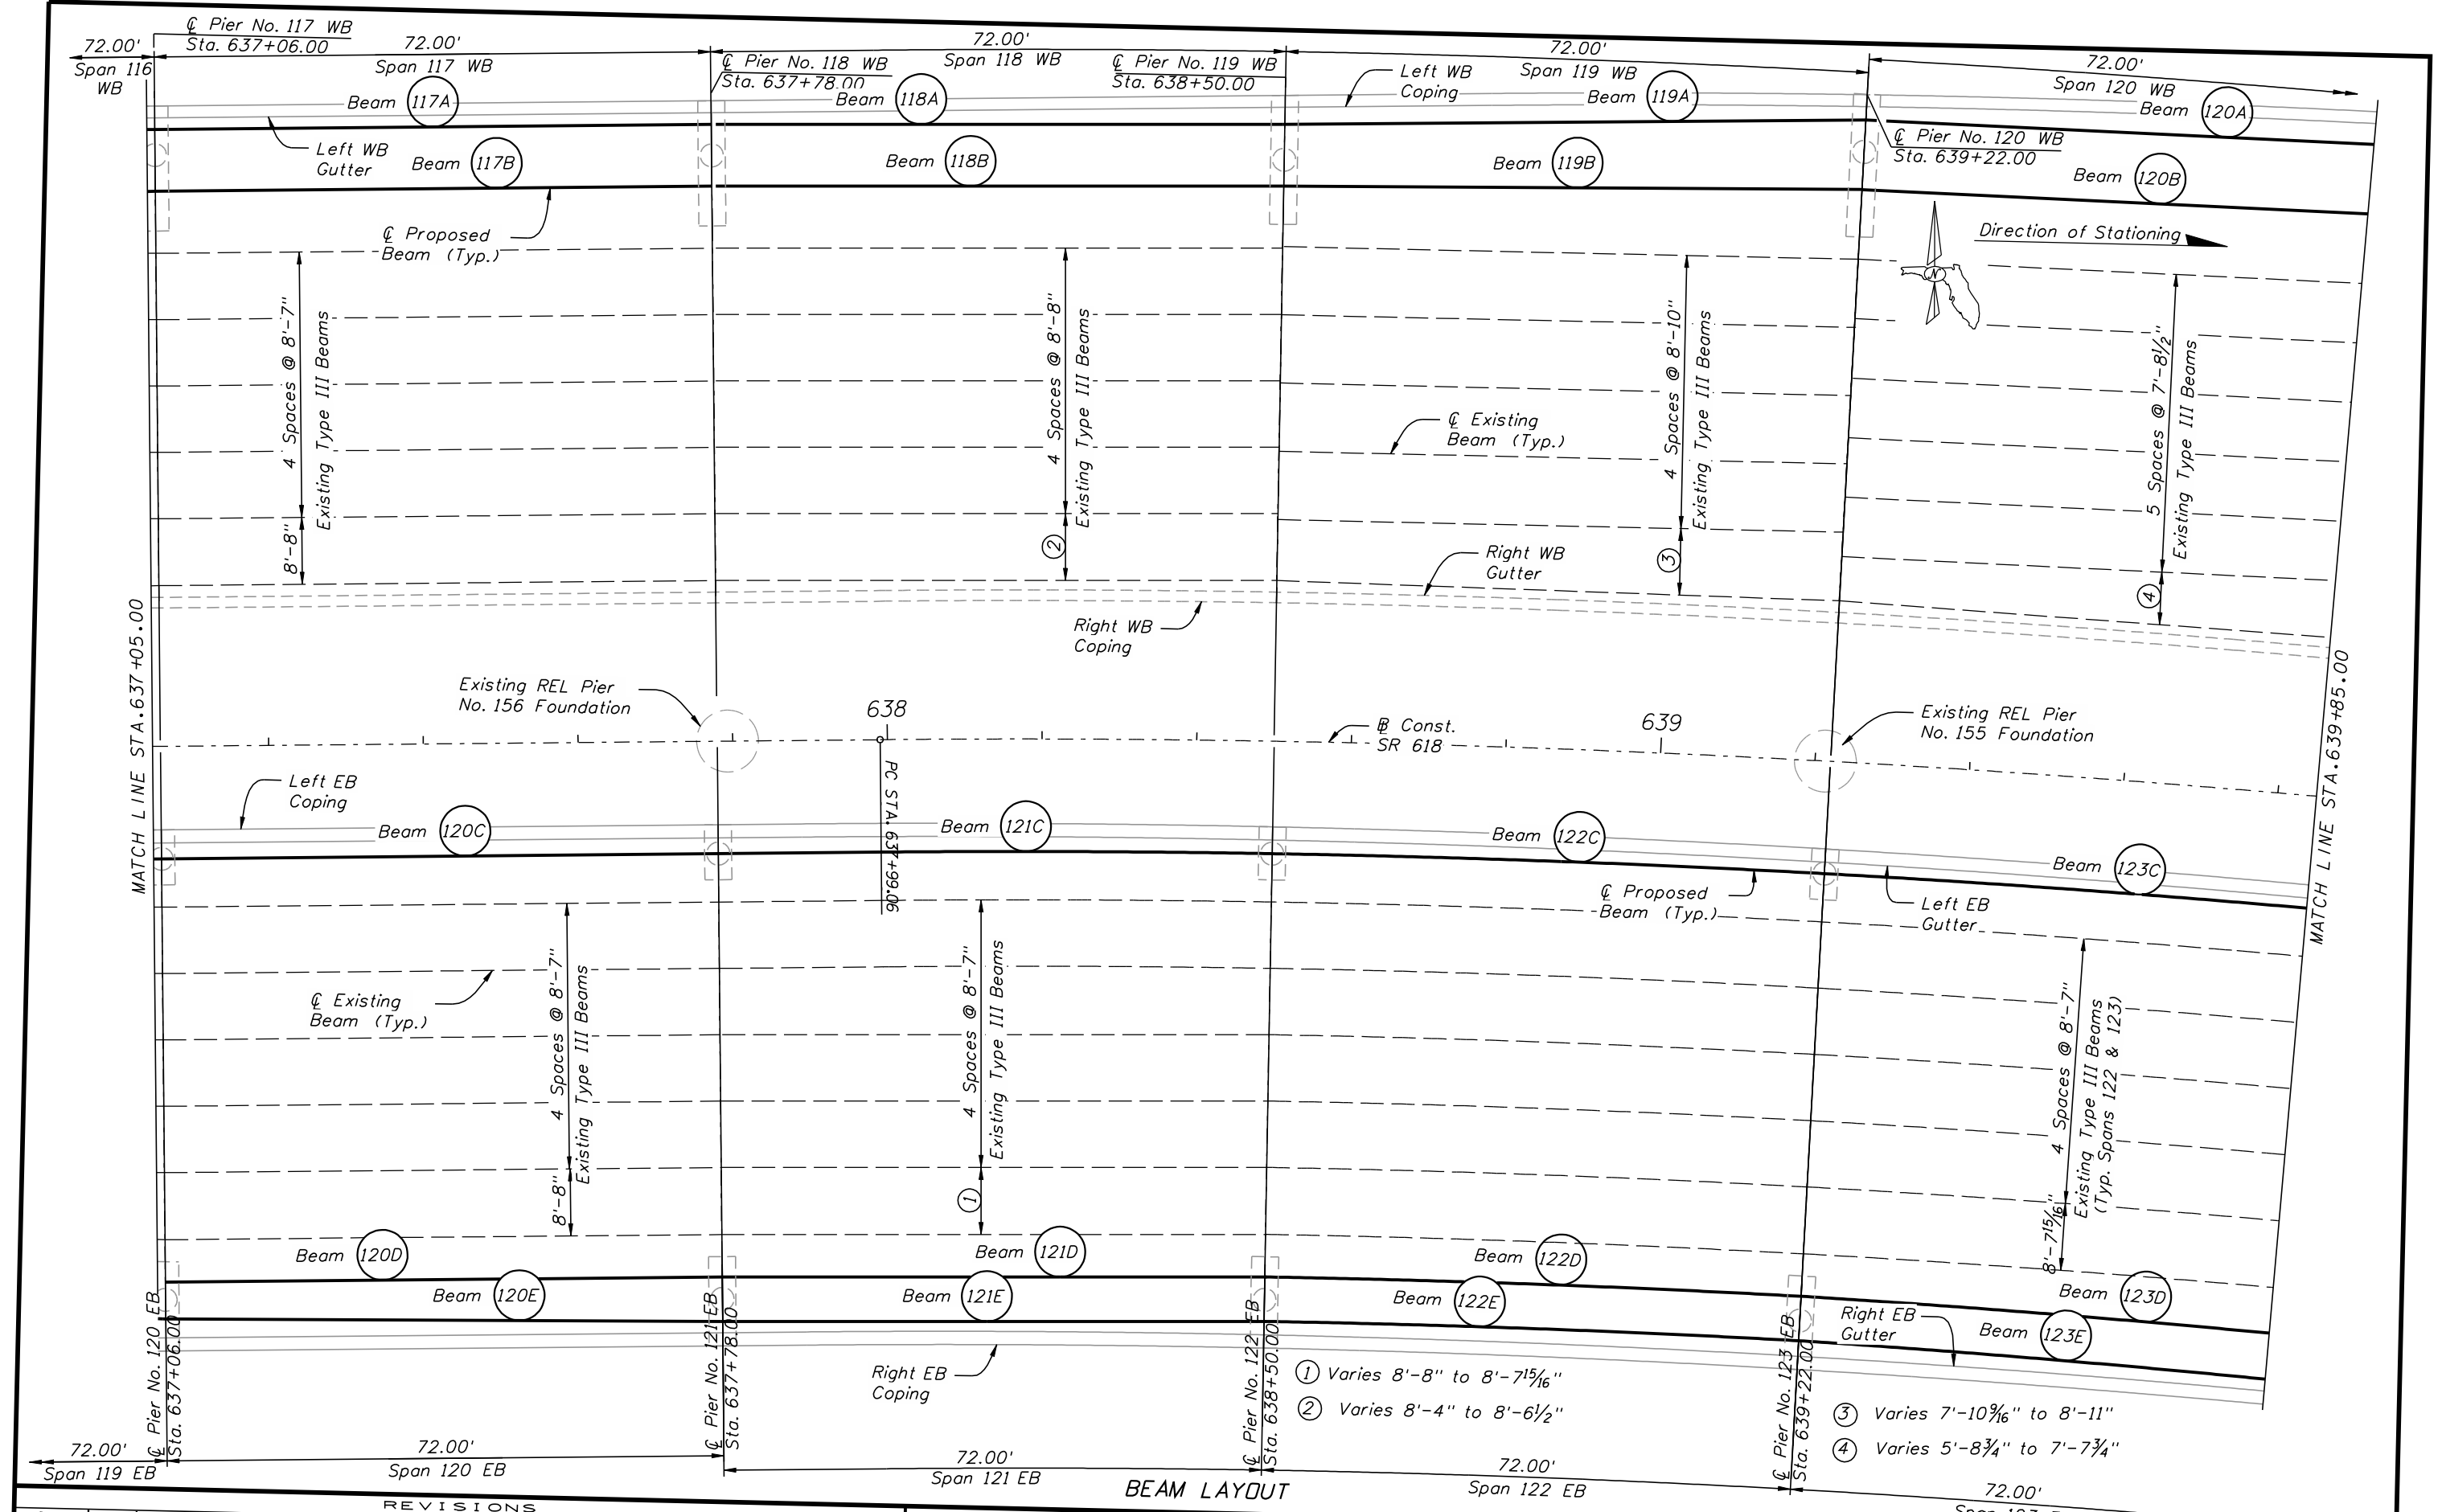 ℄ Pier No. 117 WB
Sta. 637+06.00
72.00'
Span 116
WB
72.00'
Span 117 WB
℄ Pier No. 118 WB
Sta. 637+78.00
72.00'
Span 118 WB
℄ Pier No. 119 WB
Sta. 638+50.00
72.00'
Span 119 WB
72.00'
Span 120 WB
℄ Pier No. 120 WB
Sta. 639+22.00
Left WB
Coping
Beam 117A
Beam 118A
Beam 119A
Beam 120A
Left WB
Gutter
Beam 117B
Beam 118B
Beam 119B
Beam 120B
℄ Proposed
Beam (Typ.)
Direction of Stationing
N
4 Spaces @ 8'-7"
Existing Type III Beams
8'-8"
4 Spaces @ 8'-8"
Existing Type III Beams
2
4 Spaces @ 8'-10"
Existing Type III Beams
3
5 Spaces @ 7'-8½"
Existing Type III Beams
4
℄ Existing
Beam (Typ.)
Right WB
Gutter
Right WB
Coping
MATCH LINE STA. 637+05.00
MATCH LINE STA. 639+85.00
Existing REL Pier
No. 156 Foundation
638
PC STA. 637+99.06
B̲L Const.
SR 618
639
Existing REL Pier
No. 155 Foundation
Left EB
Coping
Beam 120C
Beam 121C
Beam 122C
Beam 123C
℄ Proposed
Beam (Typ.)
Left EB
Gutter
℄ Existing
Beam (Typ.)
4 Spaces @ 8'-7"
Existing Type III Beams
8'-8"
4 Spaces @ 8'-7"
Existing Type III Beams
1
4 Spaces @ 8'-7"
Existing Type III Beams
(Typ. Spans 122 & 123)
8'-7 15/16"
Beam 120D
Beam 121D
Beam 122D
Beam 123D
Beam 120E
Beam 121E
Beam 122E
Beam 123E
Right EB
Gutter
Right EB
Coping
℄ Pier No. 120 EB
Sta. 637+06.00
℄ Pier No. 121 EB
Sta. 637+78.00
℄ Pier No. 122 EB
Sta. 638+50.00
℄ Pier No. 123 EB
Sta. 639+22.00
1 Varies 8'-8" to 8'-7 15/16"
2 Varies 8'-4" to 8'-6½"
3 Varies 7'-10 9/16" to 8'-11"
4 Varies 5'-8¾" to 7'-7¾"
72.00'
Span 119 EB
72.00'
Span 120 EB
72.00'
Span 121 EB
72.00'
Span 122 EB
72.00'
BEAM LAYOUT
REVISIONS